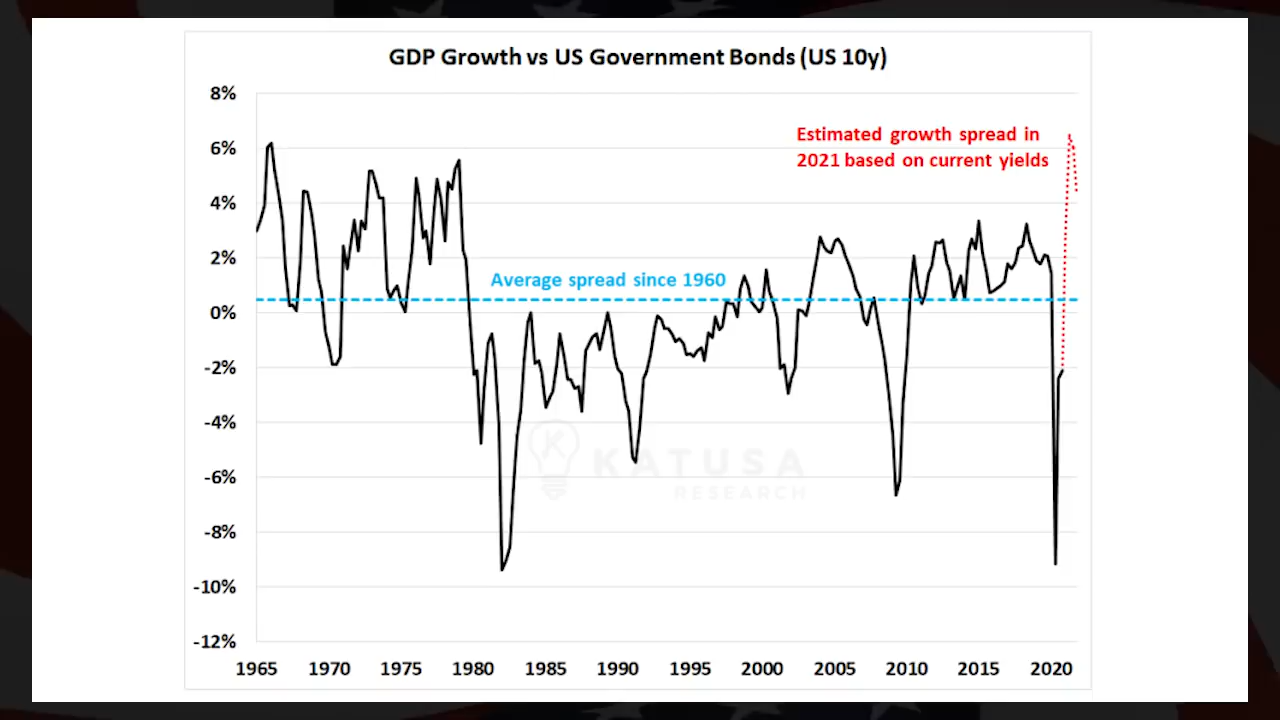 GDP Growth vs US Government Bonds (US 10y)
8%
6%
4%
2%
0%
-2%
-4%
-6%
-8%
-10%
-12%
Estimated growth spread in
2021 based on current yields
Average spread since 1960
KATUSA
RESEARCH
1965 1970 1975 1980 1985 1990 1995 2000 2005 2010 2015 2020